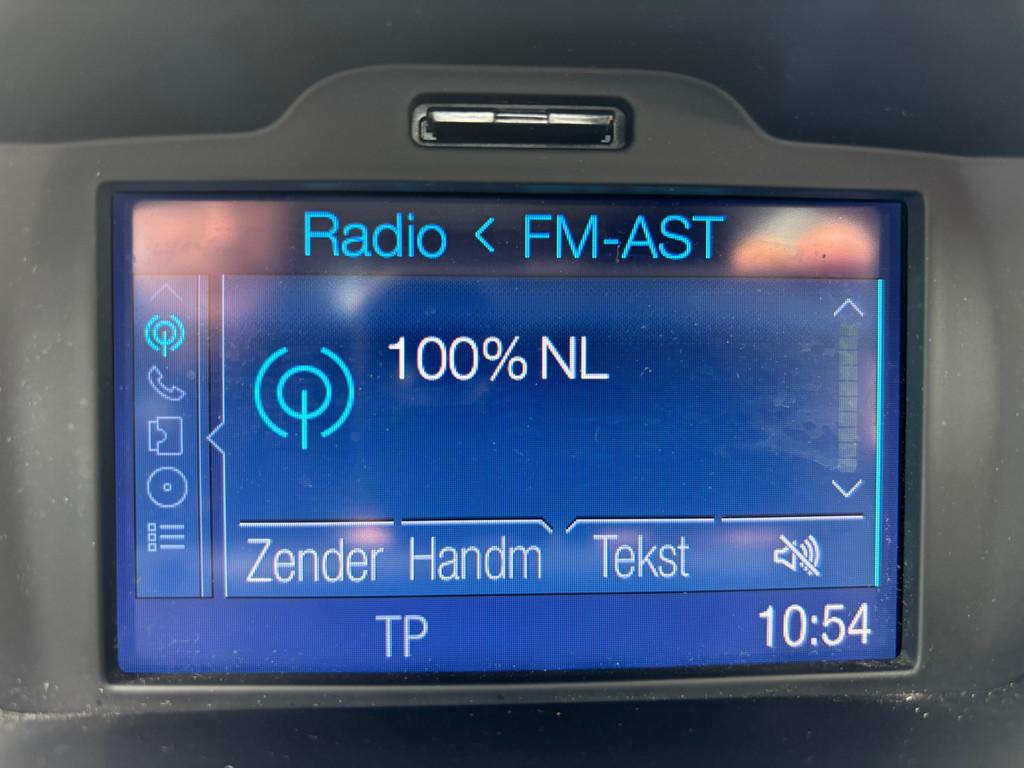 Radio < FM-AST
100% NL
Zender Handm Tekst
TP 10:54